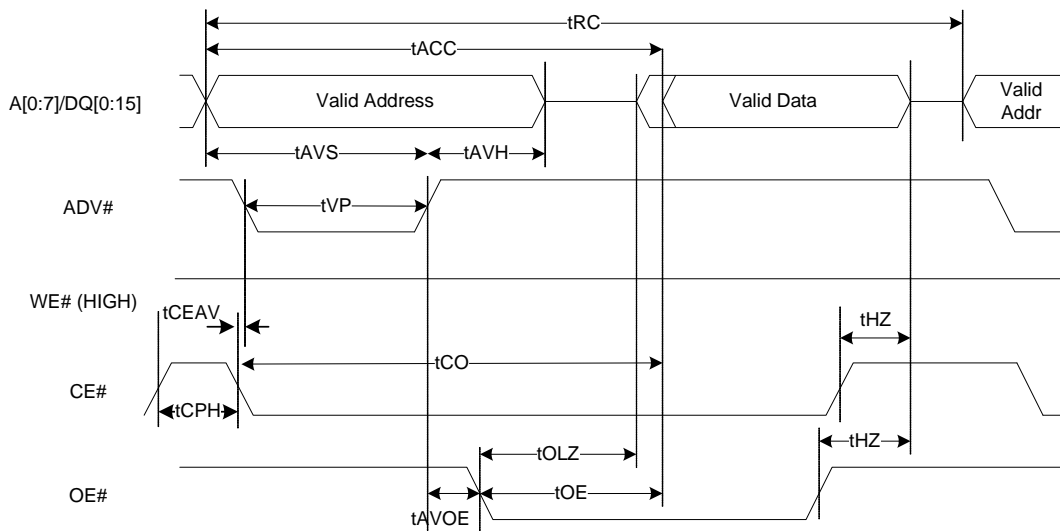 tRC
tACC
A[0:7]/DQ[0:15]
Valid Address
Valid Data
Valid
Addr
tAVS
tAVH
ADV#
tVP
WE# (HIGH)
tCEAV
tHZ
tCO
CE#
tCPH
tHZ
tOLZ
OE#
tOE
tAVOE